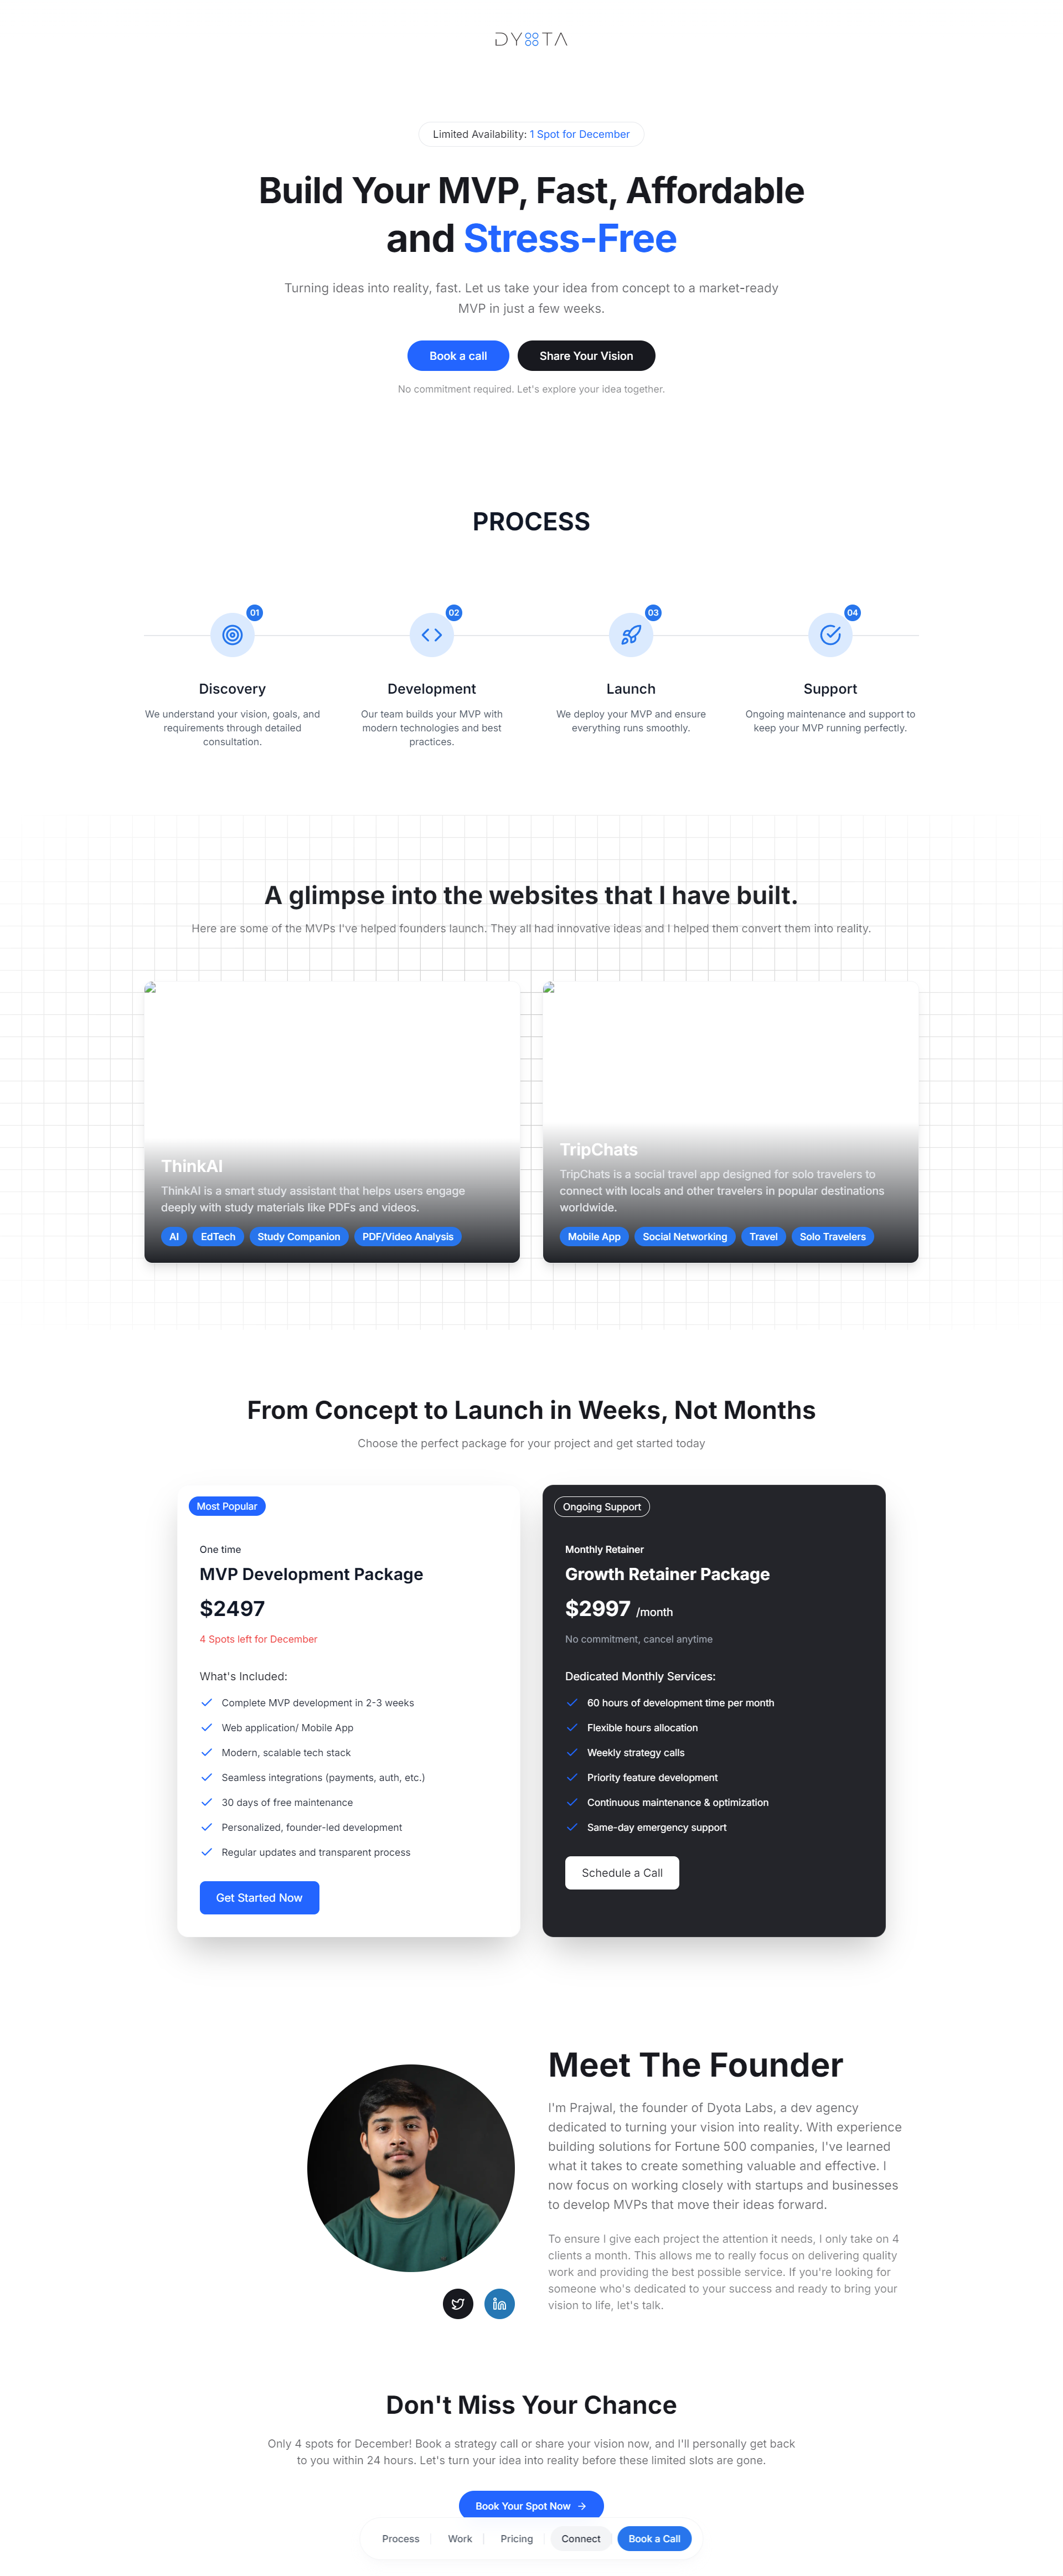 DYOTA
Limited Availability: 1 Spot for December
Build Your MVP, Fast, Affordable
and Stress-Free
Turning ideas into reality, fast. Let us take your idea from concept to a market-ready
MVP in just a few weeks.
Book a call
Share Your Vision
No commitment required. Let's explore your idea together.
PROCESS
01
02
03
04
Discovery
Development
Launch
Support
We understand your vision, goals, and
requirements through detailed
consultation.
Our team builds your MVP with
modern technologies and best
practices.
We deploy your MVP and ensure
everything runs smoothly.
Ongoing maintenance and support to
keep your MVP running perfectly.
A glimpse into the websites that I have built.
Here are some of the MVPs I've helped founders launch. They all had innovative ideas and I helped them convert them into reality.
ThinkAI
ThinkAI is a smart study assistant that helps users engage
deeply with study materials like PDFs and videos.
AI
EdTech
Study Companion
PDF/Video Analysis
TripChats
TripChats is a social travel app designed for solo travelers to
connect with locals and other travelers in popular destinations
worldwide.
Mobile App
Social Networking
Travel
Solo Travelers
From Concept to Launch in Weeks, Not Months
Choose the perfect package for your project and get started today
Most Popular
One time
MVP Development Package
$2497
4 Spots left for December
What's Included:
Complete MVP development in 2-3 weeks
Web application/ Mobile App
Modern, scalable tech stack
Seamless integrations (payments, auth, etc.)
30 days of free maintenance
Personalized, founder-led development
Regular updates and transparent process
Get Started Now
Ongoing Support
Monthly Retainer
Growth Retainer Package
$2997 /month
No commitment, cancel anytime
Dedicated Monthly Services:
60 hours of development time per month
Flexible hours allocation
Weekly strategy calls
Priority feature development
Continuous maintenance & optimization
Same-day emergency support
Schedule a Call
Meet The Founder
I'm Prajwal, the founder of Dyota Labs, a dev agency
dedicated to turning your vision into reality. With experience
building solutions for Fortune 500 companies, I've learned
what it takes to create something valuable and effective. I
now focus on working closely with startups and businesses
to develop MVPs that move their ideas forward.
To ensure I give each project the attention it needs, I only take on 4
clients a month. This allows me to really focus on delivering quality
work and providing the best possible service. If you're looking for
someone who's dedicated to your success and ready to bring your
vision to life, let's talk.
Don't Miss Your Chance
Only 4 spots for December! Book a strategy call or share your vision now, and I'll personally get back
to you within 24 hours. Let's turn your idea into reality before these limited slots are gone.
Book Your Spot Now
Process
Work
Pricing
Connect
Book a Call